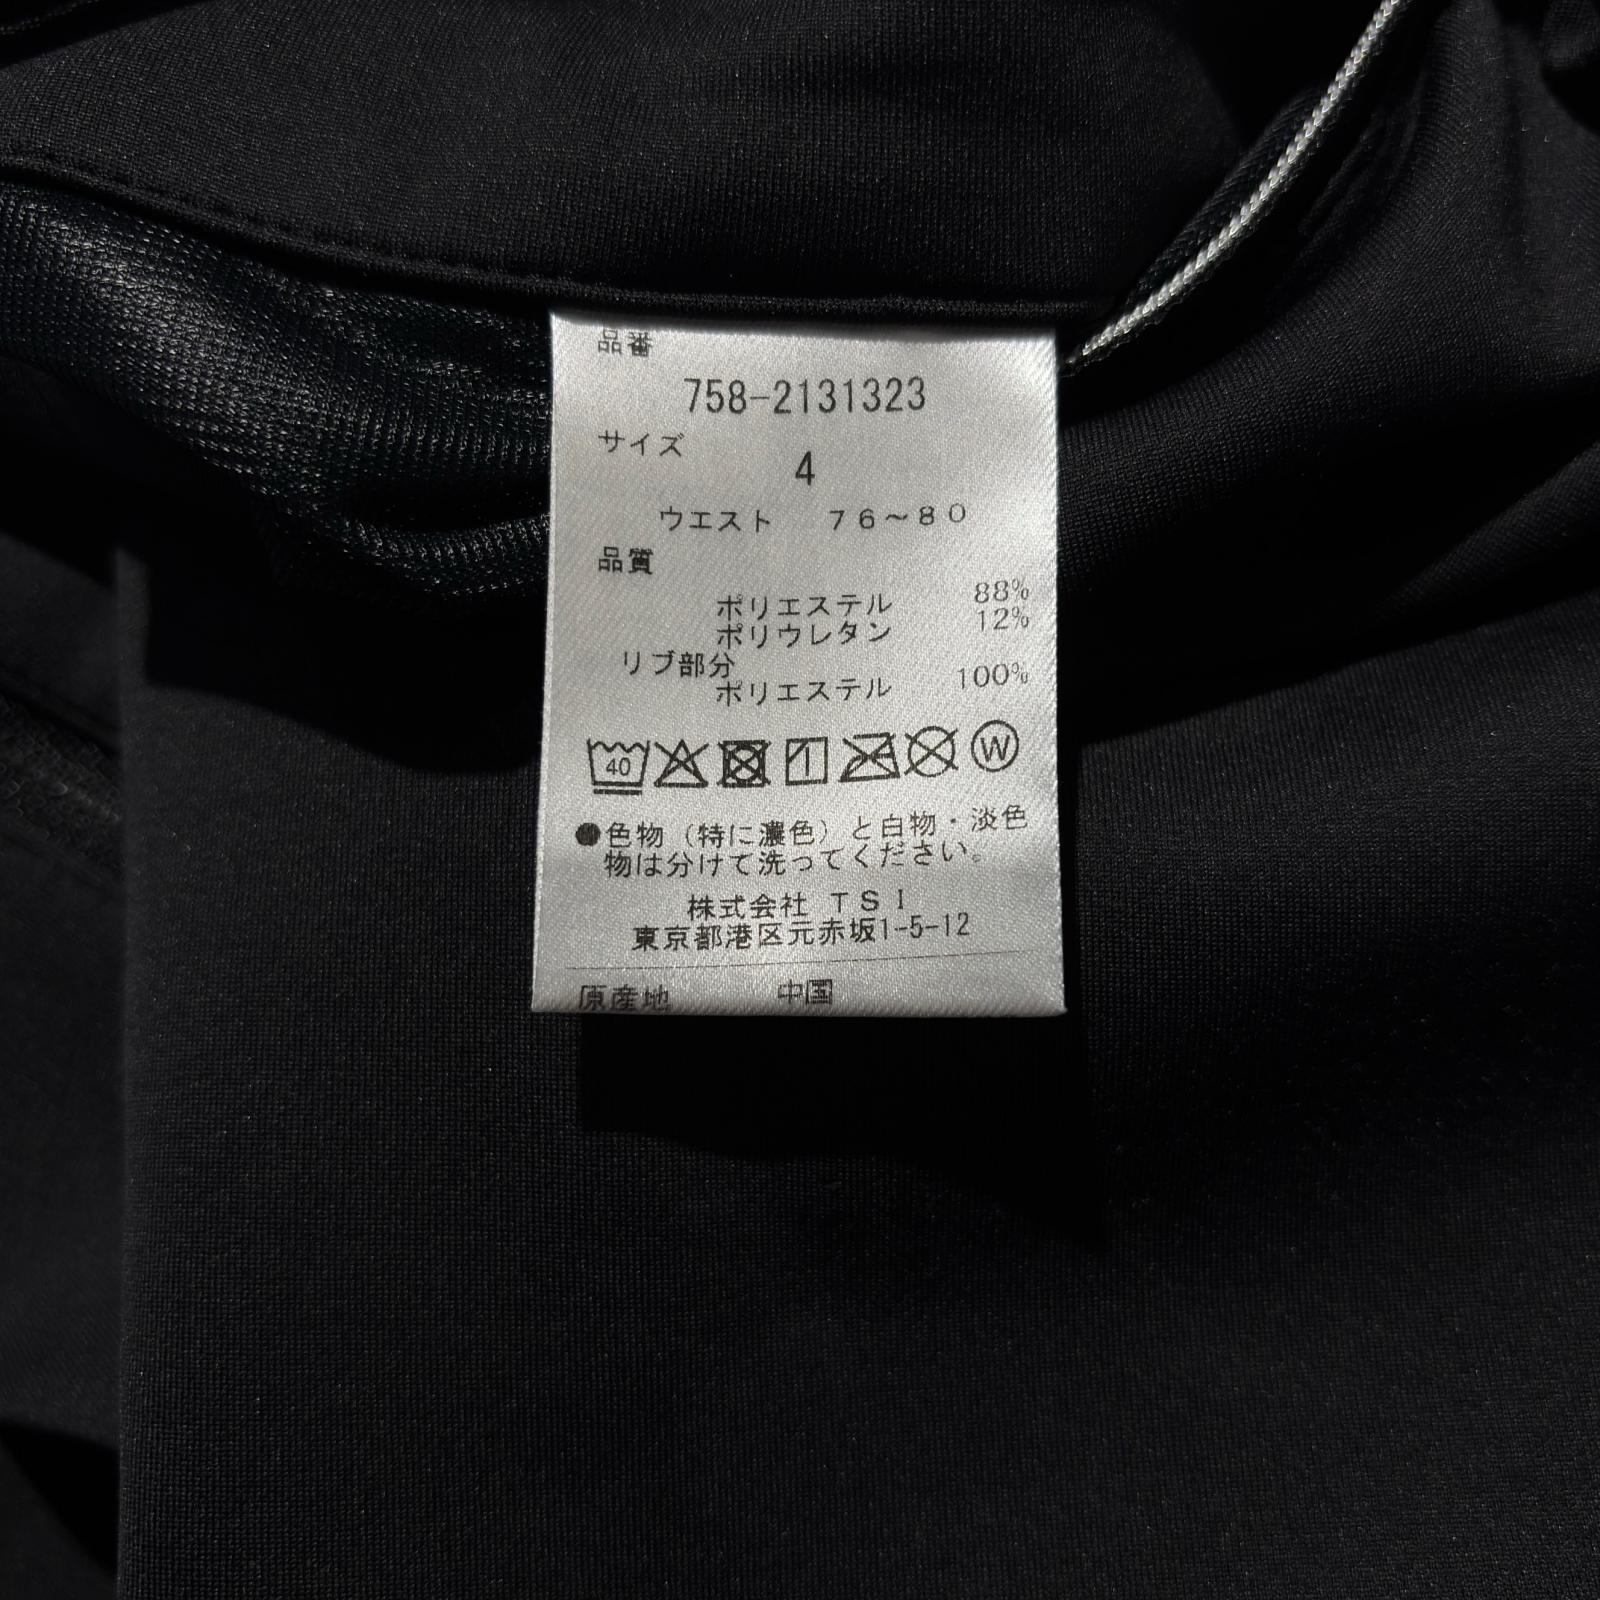 品番
758-2131323
サイズ
4
ウエスト 76~80
品質
ポリエステル 88%
ポリウレタン 12%
リブ部分
ポリエステル 100%
40 W
●色物(特に濃色)と白物・淡色
物は分けて洗ってください。
株式会社 TSI
東京都港区元赤坂1-5-12
原産地 中国